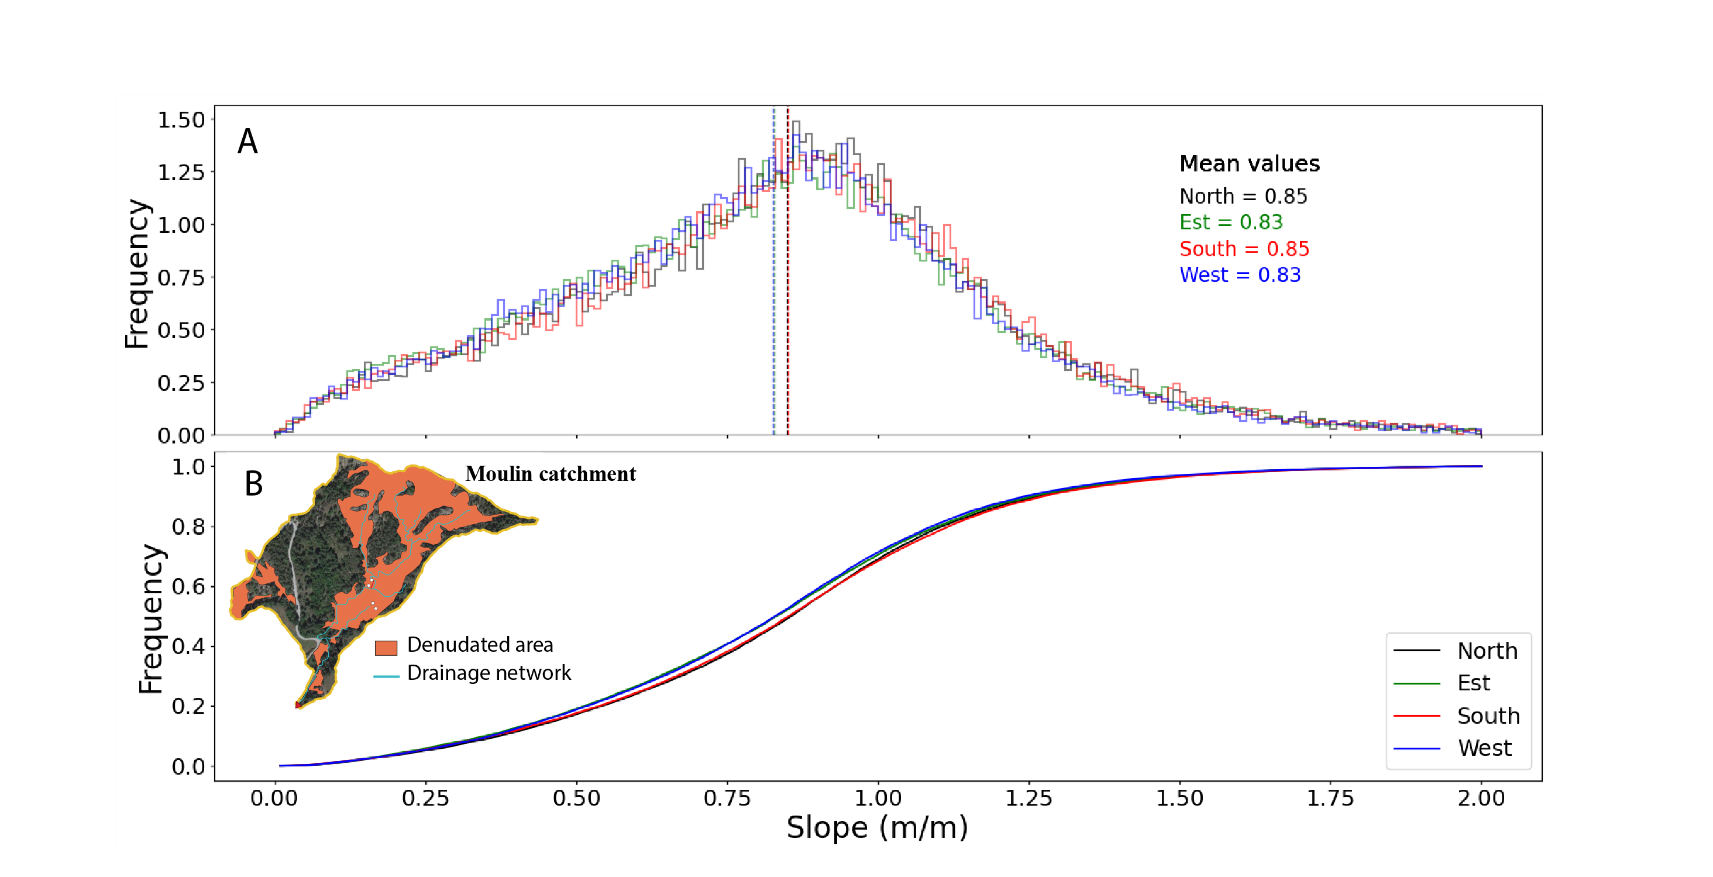 A
Frequency
1.50
1.25
1.00
0.75
0.50
0.25
0.00
Mean values
North = 0.85
Est = 0.83
South = 0.85
West = 0.83
B
Moulin catchment
Frequency
1.0
0.8
0.6
0.4
0.2
0.0
Denudated area
Drainage network
North
Est
South
West
0.00 0.25 0.50 0.75 1.00 1.25 1.50 1.75 2.00
Slope (m/m)